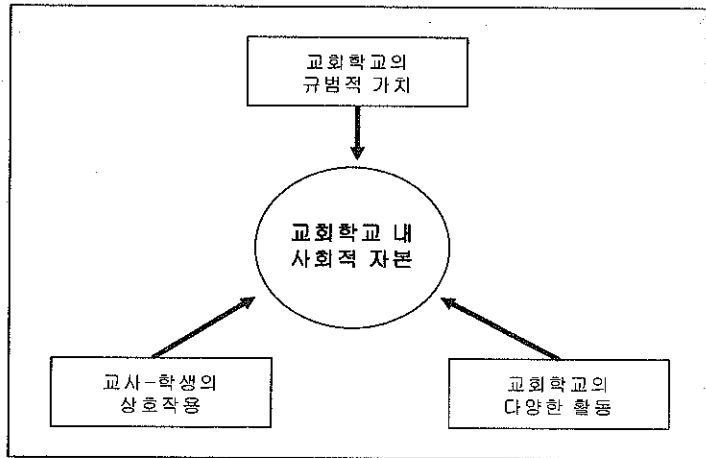 교회학교의
규범적 가치
교회학교 내
사회적 자본
교사-학생의
상호작용
교회학교의
다양한 활동